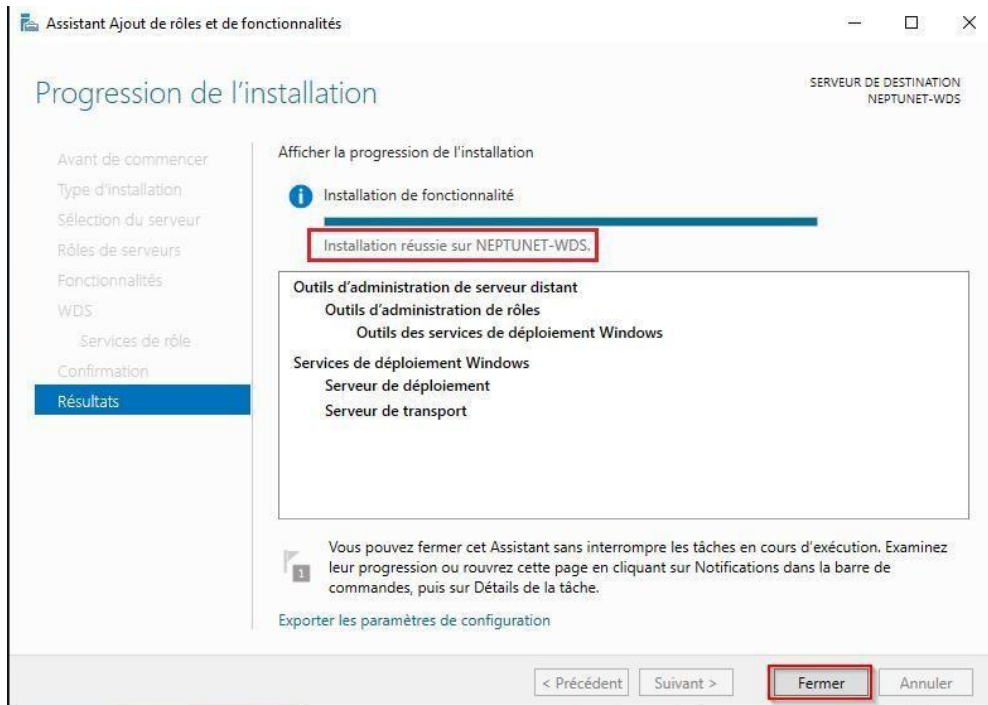 Assistant Ajout de rôles et de fonctionnalités
Progression de l'installation
SERVEUR DE DESTINATION
NEPTUNET-WDS
Avant de commencer
Type d'installation
Sélection du serveur
Rôles de serveurs
Fonctionnalités
WDS
Services de rôle
Confirmation
Résultats
Afficher la progression de l'installation
Installation de fonctionnalité
Installation réussie sur NEPTUNET-WDS.
Outils d'administration de serveur distant
Outils d'administration de rôles
Outils des services de déploiement Windows
Services de déploiement Windows
Serveur de déploiement
Serveur de transport
1
Vous pouvez fermer cet Assistant sans interrompre les tâches en cours d'exécution. Examinez
leur progression ou rouvrez cette page en cliquant sur Notifications dans la barre de
commandes, puis sur Détails de la tâche.
Exporter les paramètres de configuration
< Précédent
Suivant >
Fermer
Annuler